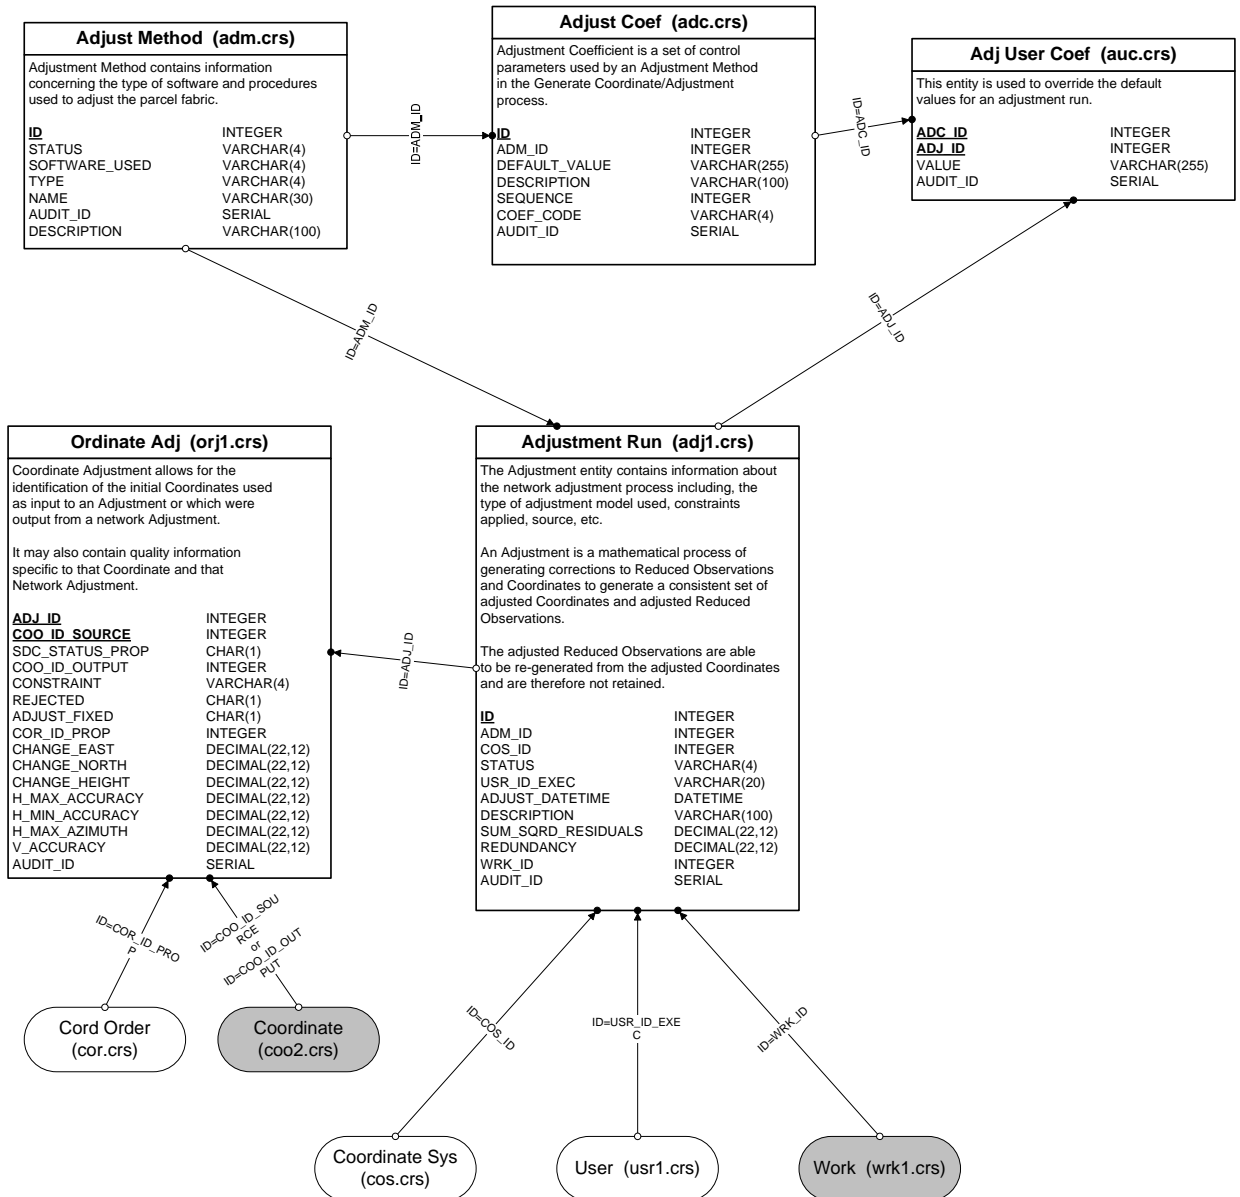 Adjust Method (adm.crs)
Adjustment Method contains information
concerning the type of software and procedures
used to adjust the parcel fabric.
ID INTEGER
STATUS VARCHAR(4)
SOFTWARE_USED VARCHAR(4)
TYPE VARCHAR(4)
NAME VARCHAR(30)
AUDIT_ID SERIAL
DESCRIPTION VARCHAR(100)
ID=ADM_ID
Adjust Coef (adc.crs)
Adjustment Coefficient is a set of control
parameters used by an Adjustment Method
in the Generate Coordinate/Adjustment
process.
ID INTEGER
ADM_ID INTEGER
DEFAULT_VALUE VARCHAR(255)
DESCRIPTION VARCHAR(100)
SEQUENCE INTEGER
COEF_CODE VARCHAR(4)
AUDIT_ID SERIAL
ID=ADC_ID
Adj User Coef (auc.crs)
This entity is used to override the default
values for an adjustment run.
ADC_ID INTEGER
ADJ_ID INTEGER
VALUE VARCHAR(255)
AUDIT_ID SERIAL
ID=ADM_ID
ID=ADJ_ID
Ordinate Adj (orj1.crs)
Coordinate Adjustment allows for the
identification of the initial Coordinates used
as input to an Adjustment or which were
output from a network Adjustment.
It may also contain quality information
specific to that Coordinate and that
Network Adjustment.
ADJ_ID INTEGER
COO_ID_SOURCE INTEGER
SDC_STATUS_PROP CHAR(1)
COO_ID_OUTPUT INTEGER
CONSTRAINT VARCHAR(4)
REJECTED CHAR(1)
ADJUST_FIXED CHAR(1)
COR_ID_PROP INTEGER
CHANGE_EAST DECIMAL(22,12)
CHANGE_NORTH DECIMAL(22,12)
CHANGE_HEIGHT DECIMAL(22,12)
H_MAX_ACCURACY DECIMAL(22,12)
H_MIN_ACCURACY DECIMAL(22,12)
H_MAX_AZIMUTH DECIMAL(22,12)
V_ACCURACY DECIMAL(22,12)
AUDIT_ID SERIAL
ID=ADJ_ID
Adjustment Run (adj1.crs)
The Adjustment entity contains information about
the network adjustment process including, the
type of adjustment model used, constraints
applied, source, etc.
An Adjustment is a mathematical process of
generating corrections to Reduced Observations
and Coordinates to generate a consistent set of
adjusted Coordinates and adjusted Reduced
Observations.
The adjusted Reduced Observations are able
to be re-generated from the adjusted Coordinates
and are therefore not retained.
ID INTEGER
ADM_ID INTEGER
COS_ID INTEGER
STATUS VARCHAR(4)
USR_ID_EXEC VARCHAR(20)
ADJUST_DATETIME DATETIME
DESCRIPTION VARCHAR(100)
SUM_SQRD_RESIDUALS DECIMAL(22,12)
REDUNDANCY DECIMAL(22,12)
WRK_ID INTEGER
AUDIT_ID SERIAL
ID=COR_ID_PRO
P
ID=COO_ID_SOU
RCE
or
ID=COO_ID_OUT
PUT
Cord Order
(cor.crs)
Coordinate
(coo2.crs)
ID=COS_ID
ID=USR_ID_EXE
C
ID=WRK_ID
Coordinate Sys
(cos.crs)
User (usr1.crs)
Work (wrk1.crs)